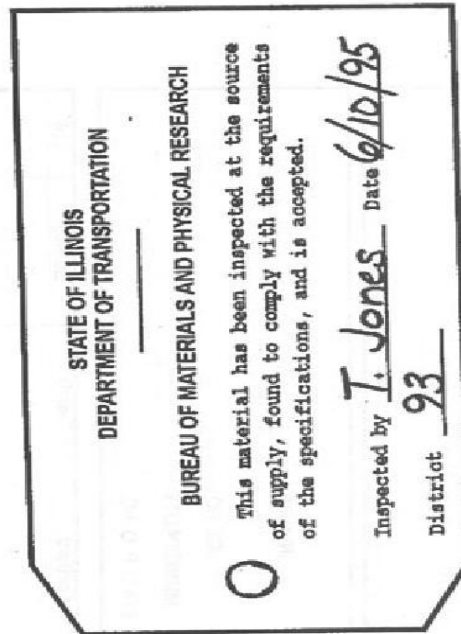 STATE OF ILLINOIS
DEPARTMENT OF TRANSPORTATION
BUREAU OF MATERIALS AND PHYSICAL RESEARCH
This material has been inspected at the source
of supply, found to comply with the requirements
of the specifications, and is accepted.
Inspected by T. Jones Date 6/10/95
District 93